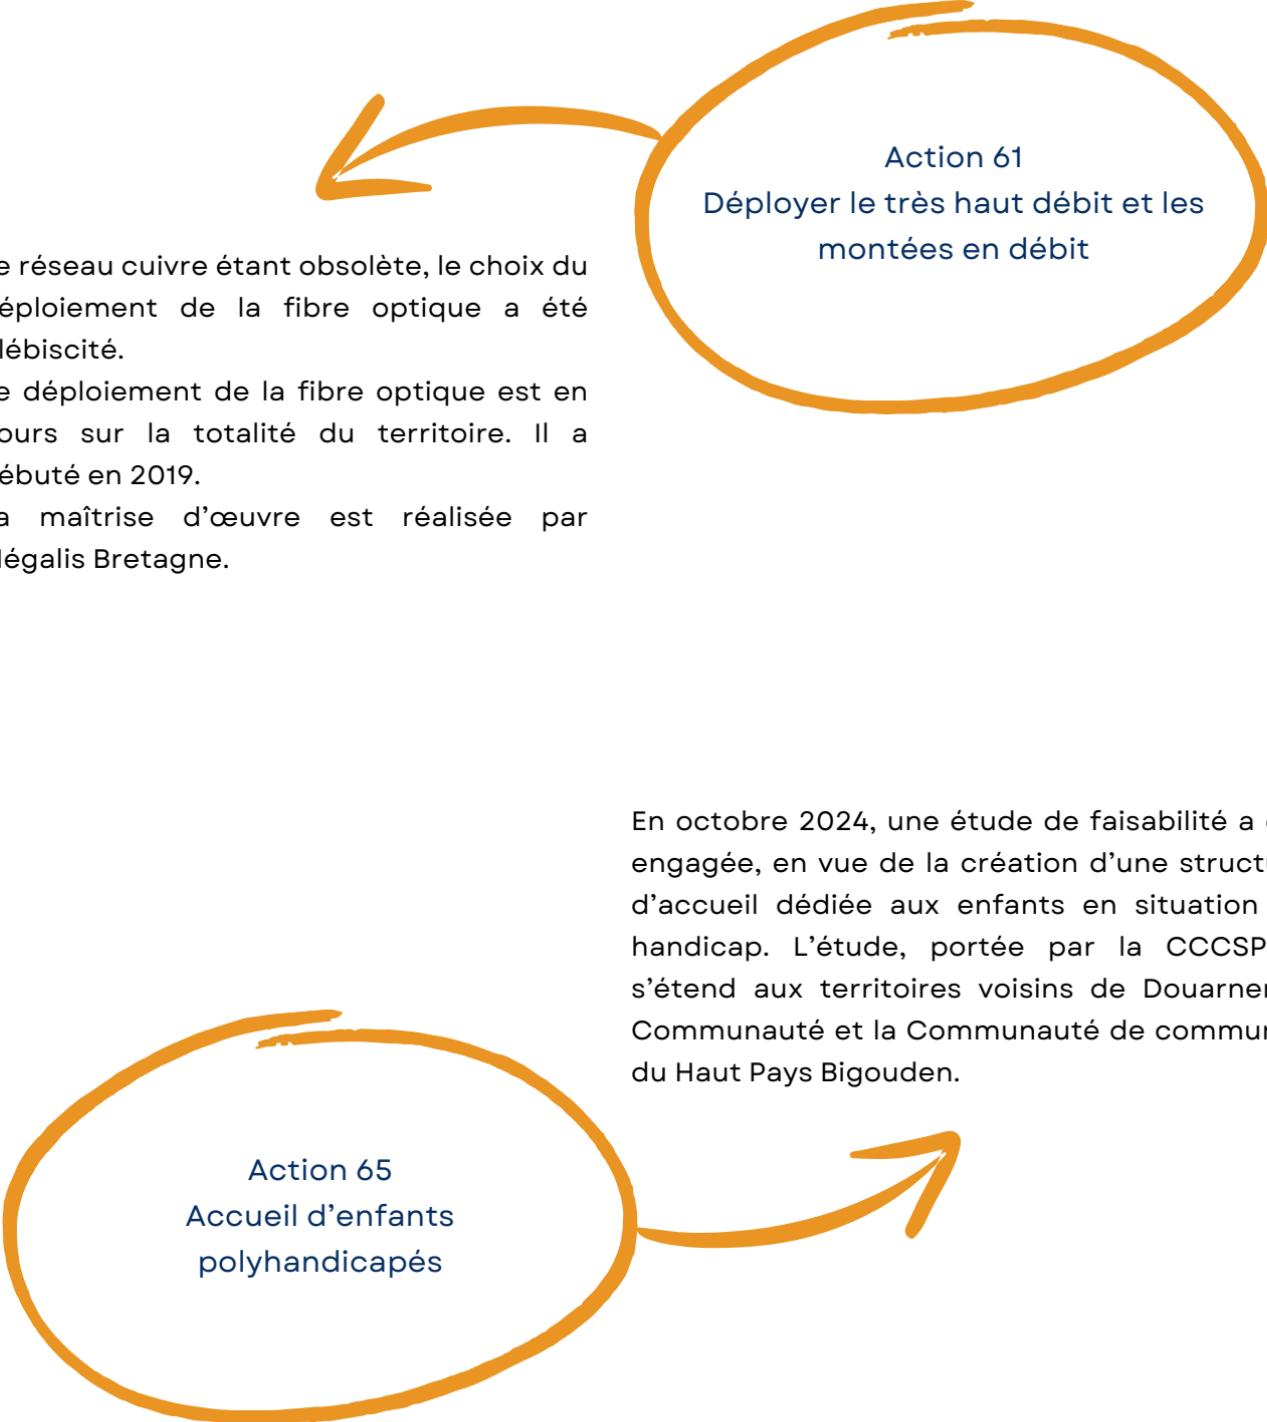 Action 61
Déployer le très haut débit et les
montées en débit
réseau cuivre étant obsolète, le choix du
éploiement de la fibre optique a été
lébiscité.
déploiement de la fibre optique est en
ours sur la totalité du territoire. Il a
ébuté en 2019.
maîtrise d’œuvre est réalisée par
égalis Bretagne.
En octobre 2024, une étude de faisabilité a
engagée, en vue de la création d’une struct
d’accueil dédiée aux enfants en situation
handicap. L’étude, portée par la CCCSP
s’étend aux territoires voisins de Douarne
Communauté et la Communauté de commu
du Haut Pays Bigouden.
Action 65
Accueil d’enfants
polyhandicapés